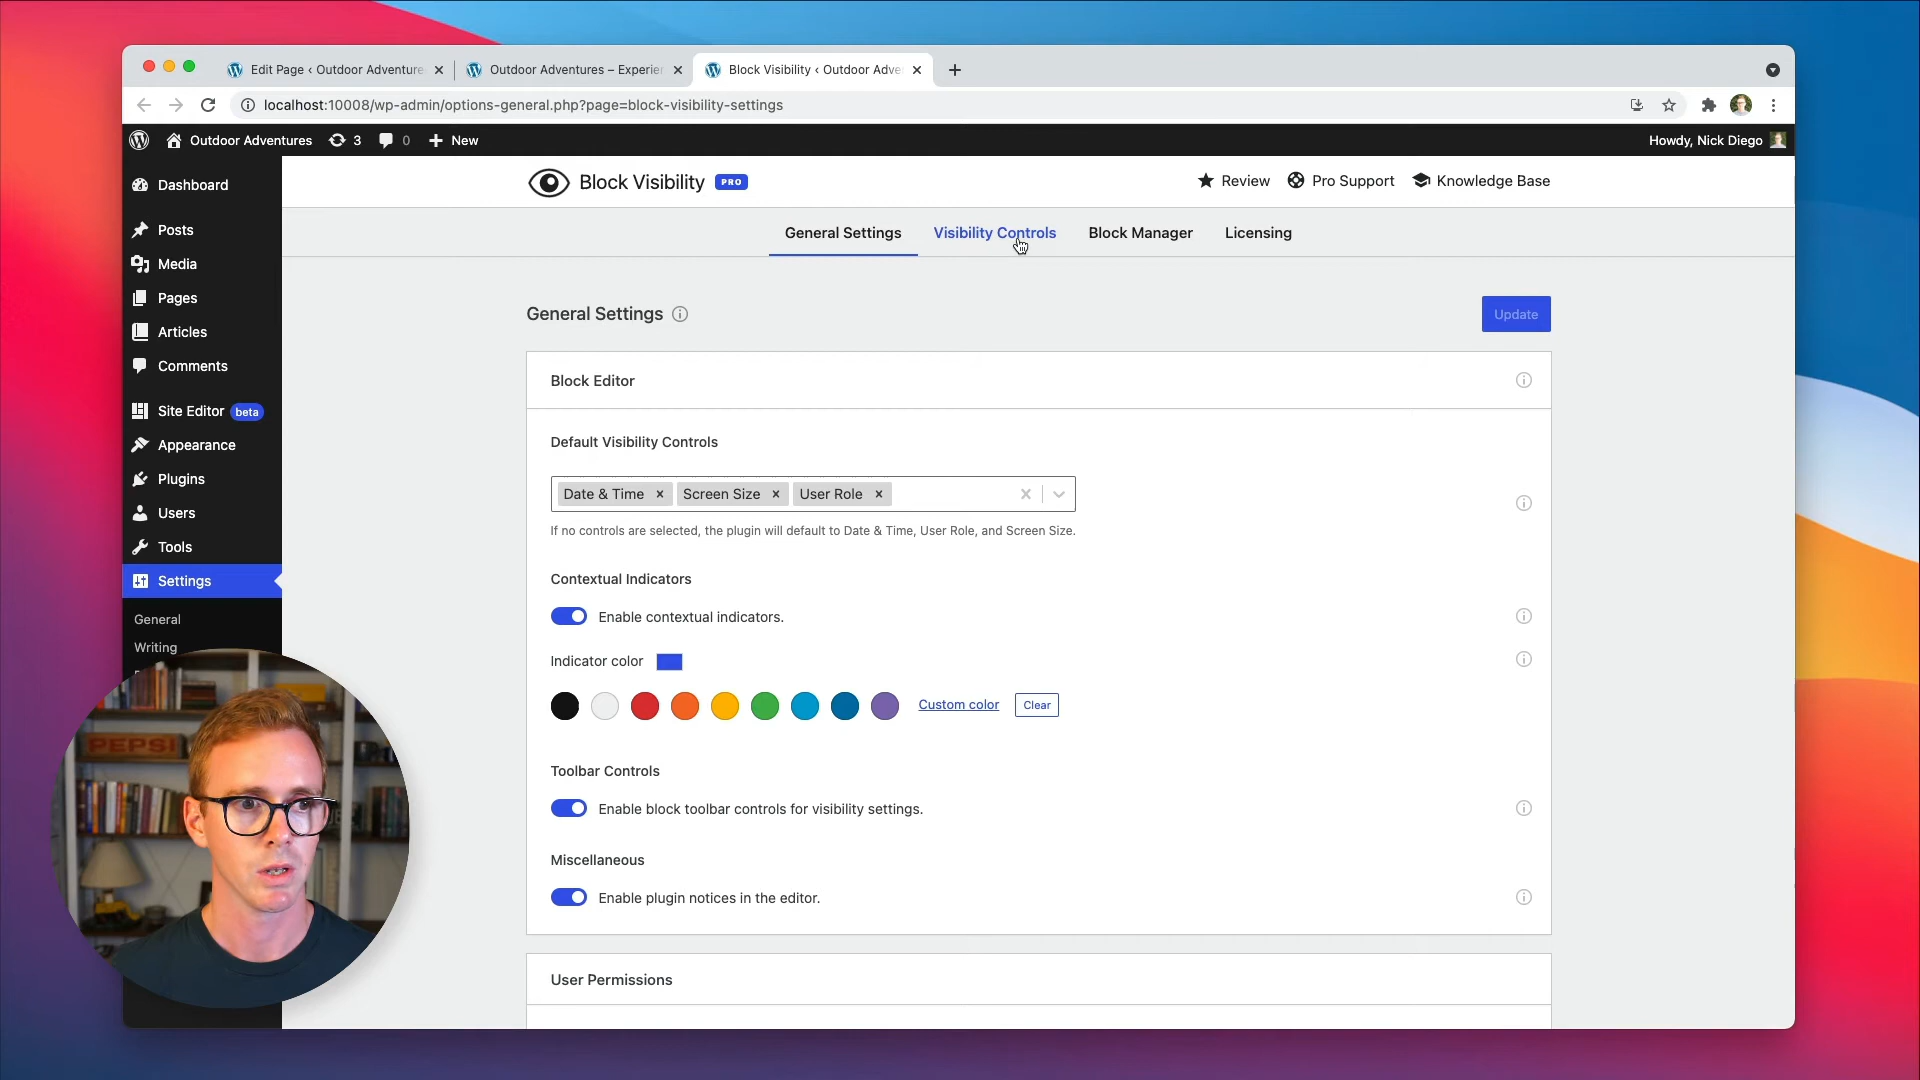 Edit Page ‹ Outdoor Adventure
Outdoor Adventures – Experien
Block Visibility ‹ Outdoor Adve
localhost:10008/wp-admin/options-general.php?page=block-visibility-settings
Outdoor Adventures 3 0 New
Howdy, Nick Diego
Dashboard
Posts
Media
Pages
Articles
Comments
Site Editor beta
Appearance
Plugins
Users
Tools
Settings
General
Writing
Block Visibility PRO
Review Pro Support Knowledge Base
General Settings Visibility Controls Block Manager Licensing
General Settings
Update
Block Editor
Default Visibility Controls
Date & Time × Screen Size × User Role ×
If no controls are selected, the plugin will default to Date & Time, User Role, and Screen Size.
Contextual Indicators
Enable contextual indicators.
Indicator color
Custom color Clear
Toolbar Controls
Enable block toolbar controls for visibility settings.
Miscellaneous
Enable plugin notices in the editor.
User Permissions
PEPSI